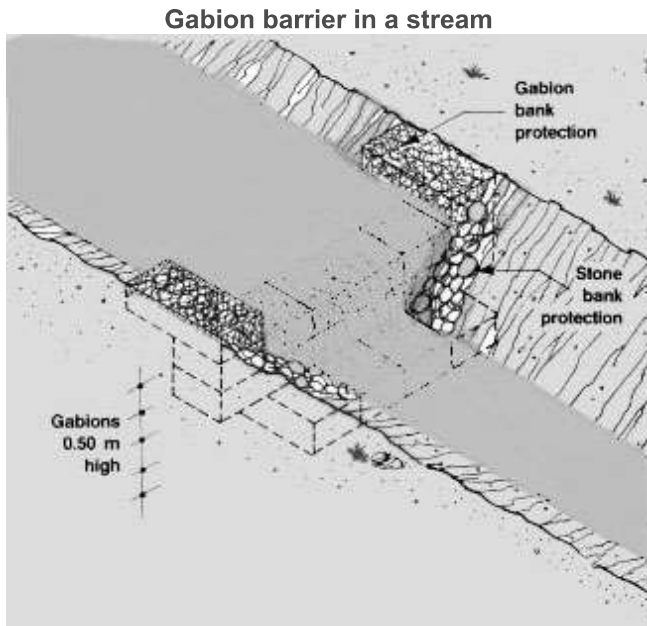 Gabion barrier in a stream
Gabion
bank
protection
Stone
bank
protection
Gabions
0.50 m
high